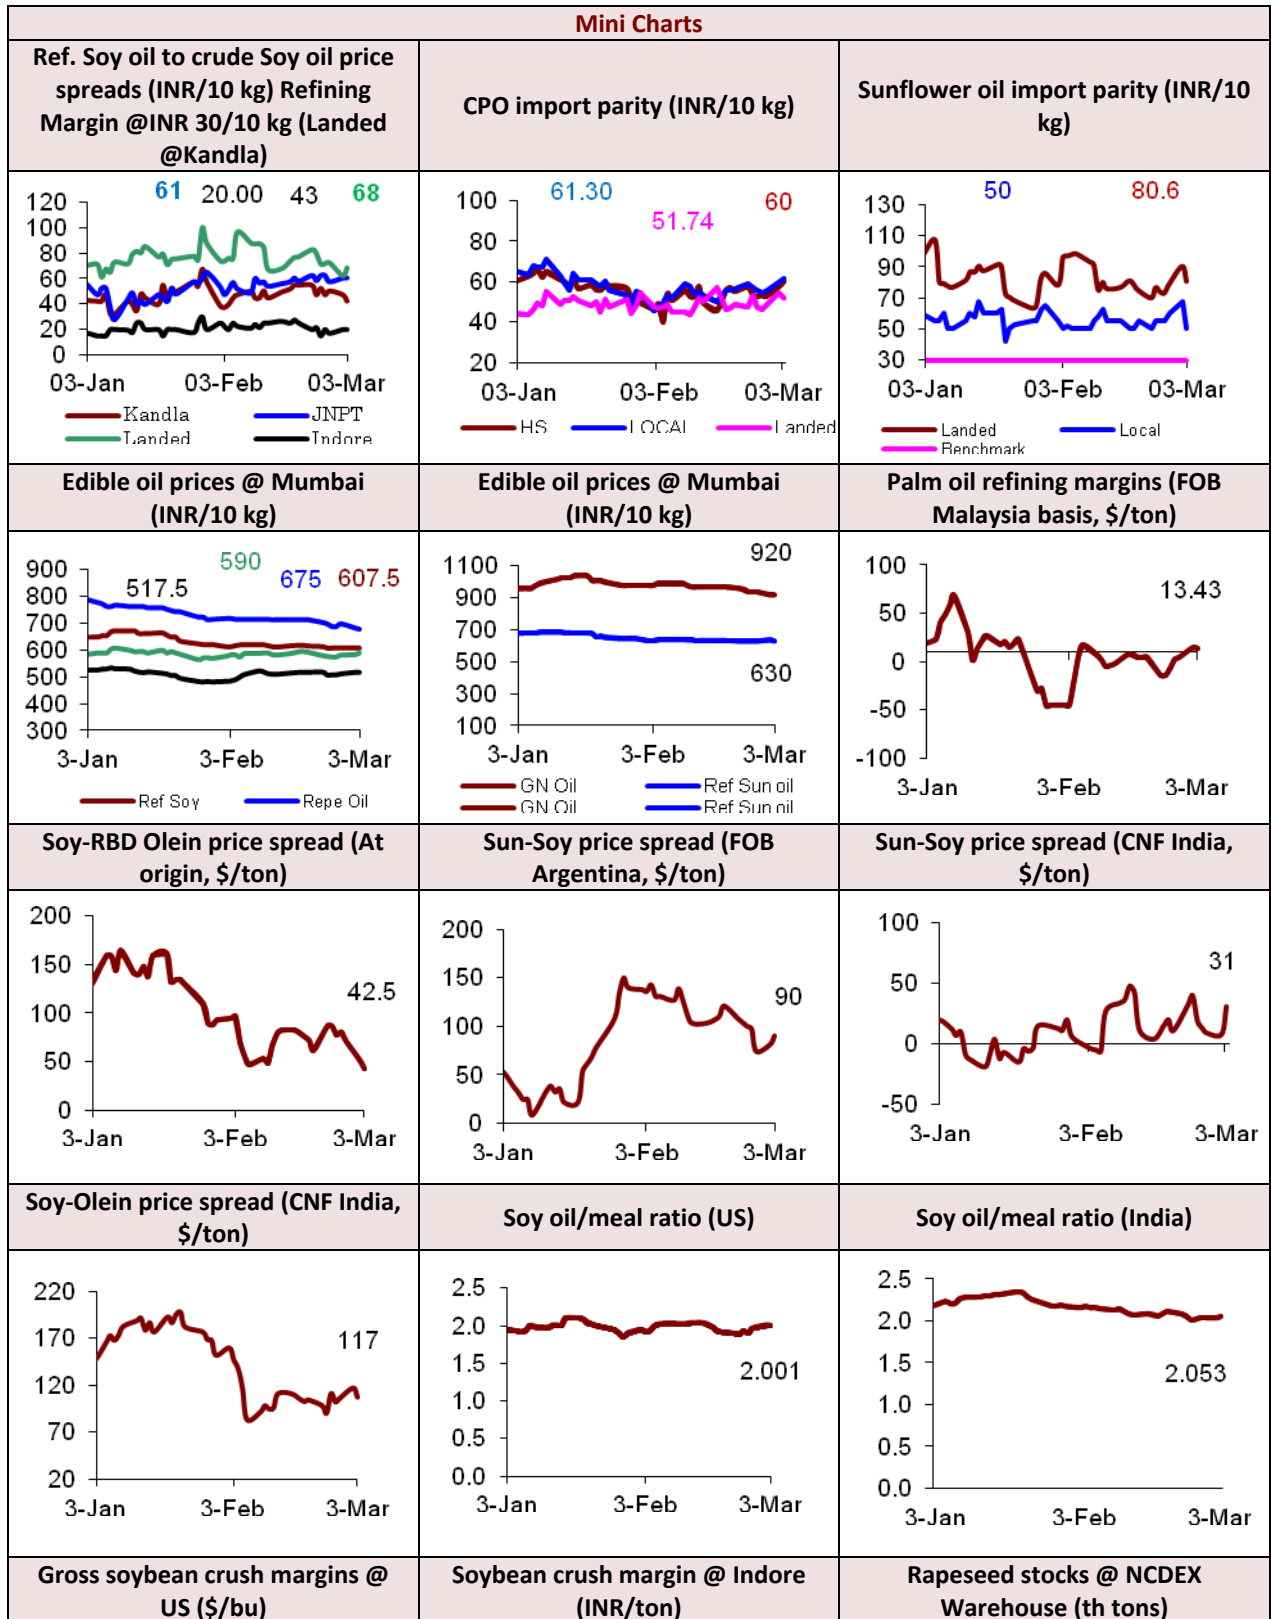 Mini Charts
Ref. Soy oil to crude Soy oil price
spreads (INR/10 kg) Refining
Margin @INR 30/10 kg (Landed
@Kandla)
CPO import parity (INR/10 kg)
Sunflower oil import parity (INR/10
kg)
61 20.00 43 68
120
100
80
60
40
20
0
03-Jan 03-Feb 03-Mar
Kandla JNPT
Landed Indore
61.30 51.74 60
100
80
60
40
20
03-Jan 03-Feb 03-Mar
HS LOCAL Landed
50 80.6
130
110
90
70
50
30
03-Jan 03-Feb 03-Mar
Landed Local
Benchmark
Edible oil prices @ Mumbai
(INR/10 kg)
Edible oil prices @ Mumbai
(INR/10 kg)
Palm oil refining margins (FOB
Malaysia basis, $/ton)
517.5 590 675 607.5
900
800
700
600
500
400
300
3-Jan 3-Feb 3-Mar
Ref Soy Repe Oil
920
630
1100
900
700
500
300
100
3-Jan 3-Feb 3-Mar
GN Oil Ref Sun oil
GN Oil Ref Sun oil
13.43
100
50
0
-50
-100
3-Jan 3-Feb 3-Mar
Soy-RBD Olein price spread (At
origin, $/ton)
Sun-Soy price spread (FOB
Argentina, $/ton)
Sun-Soy price spread (CNF India,
$/ton)
42.5
200
150
100
50
0
3-Jan 3-Feb 3-Mar
90
200
150
100
50
0
3-Jan 3-Feb 3-Mar
31
100
50
0
-50
3-Jan 3-Feb 3-Mar
Soy-Olein price spread (CNF India,
$/ton)
Soy oil/meal ratio (US)
Soy oil/meal ratio (India)
117
220
170
120
70
20
3-Jan 3-Feb 3-Mar
2.001
2.5
2.0
1.5
1.0
0.5
0.0
3-Jan 3-Feb 3-Mar
2.053
2.5
2.0
1.5
1.0
0.5
0.0
3-Jan 3-Feb 3-Mar
Gross soybean crush margins @
US ($/bu)
Soybean crush margin @ Indore
(INR/ton)
Rapeseed stocks @ NCDEX
Warehouse (th tons)